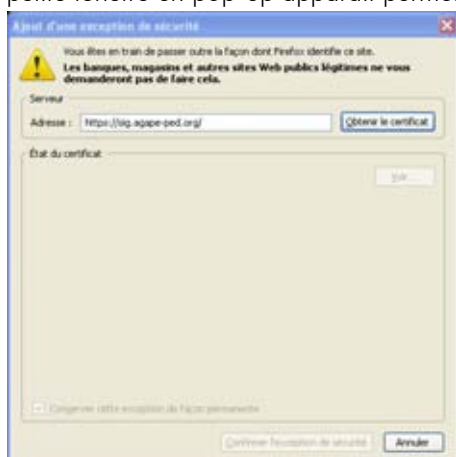 petite fenêtre en pop-up apparaît permet
Ajout d'une exception de sécurité
Vous êtes en train de passer outre la façon dont Firefox identifie ce site.
Les banques, magasins et autres sites Web publics légitimes ne vous
demanderont pas de faire cela.
Serveur
Adresse : https://sig.agape-ped.org/ Obtenir le certificat
État du certificat
Voir...
Conserver cette exception de façon permanente
Confirmer l'exception de sécurité Annuler